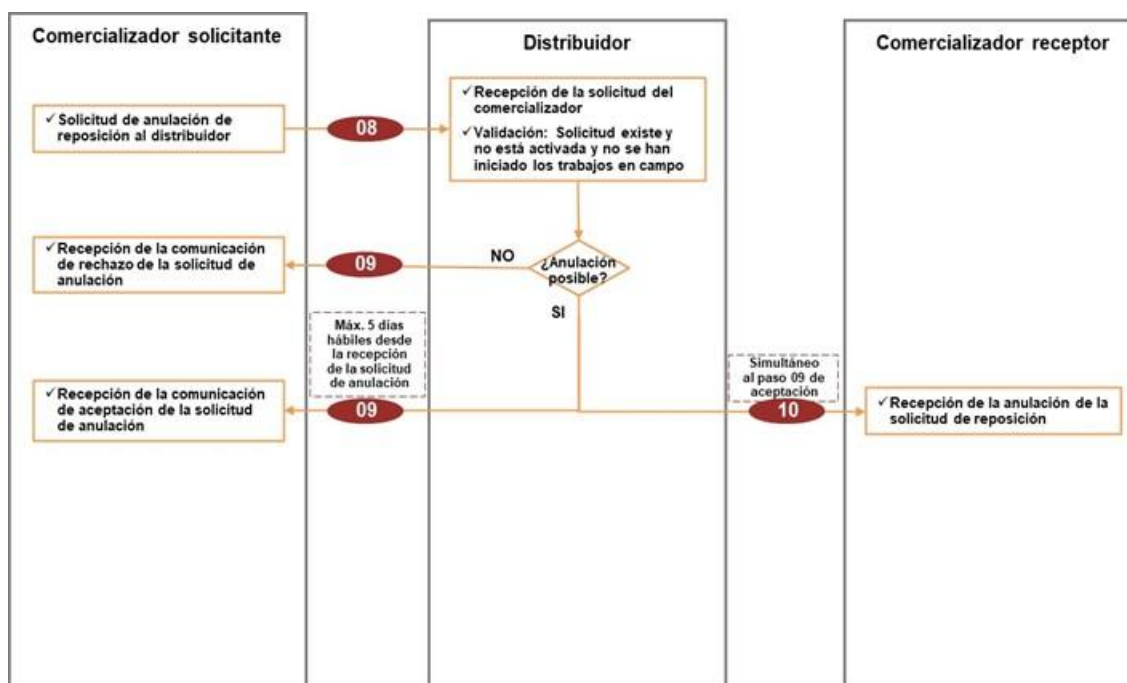 Comercializador solicitante
Distribuidor
Comercializador receptor
✓Solicitud de anulación de
reposición al distribuidor
08
✓Recepción de la solicitud del
comercializador
✓Validación: Solicitud existe y
no está activada y no se han
iniciado los trabajos en campo
✓Recepción de la comunicación
de rechazo de la solicitud de
anulación
09
NO
¿Anulación
posible?
SI
Máx. 5 días
hábiles desde
la recepción
de la solicitud
de anulación
Simultáneo
al paso 09 de
aceptación
✓Recepción de la comunicación
de aceptación de la solicitud
de anulación
09
10
✓Recepción de la anulación de la
solicitud de reposición